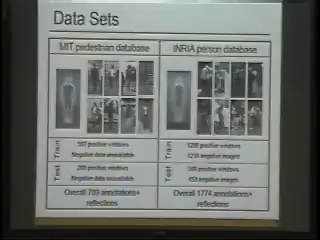 Data Sets
MIT pedestrian database
INRIA person database
Train
507 positive windows
Negative data unavailable
1208 positive windows
1218 negative images
Test
200 positive windows
Negative data unavailable
566 positive windows
453 negative images
Overall 709 annotations+
reflections
Overall 1774 annotations+
reflections